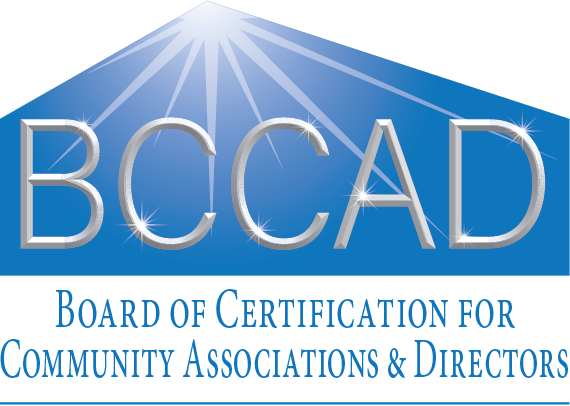 BCCAD
BOARD OF CERTIFICATION FOR
COMMUNITY ASSOCIATIONS & DIRECTORS